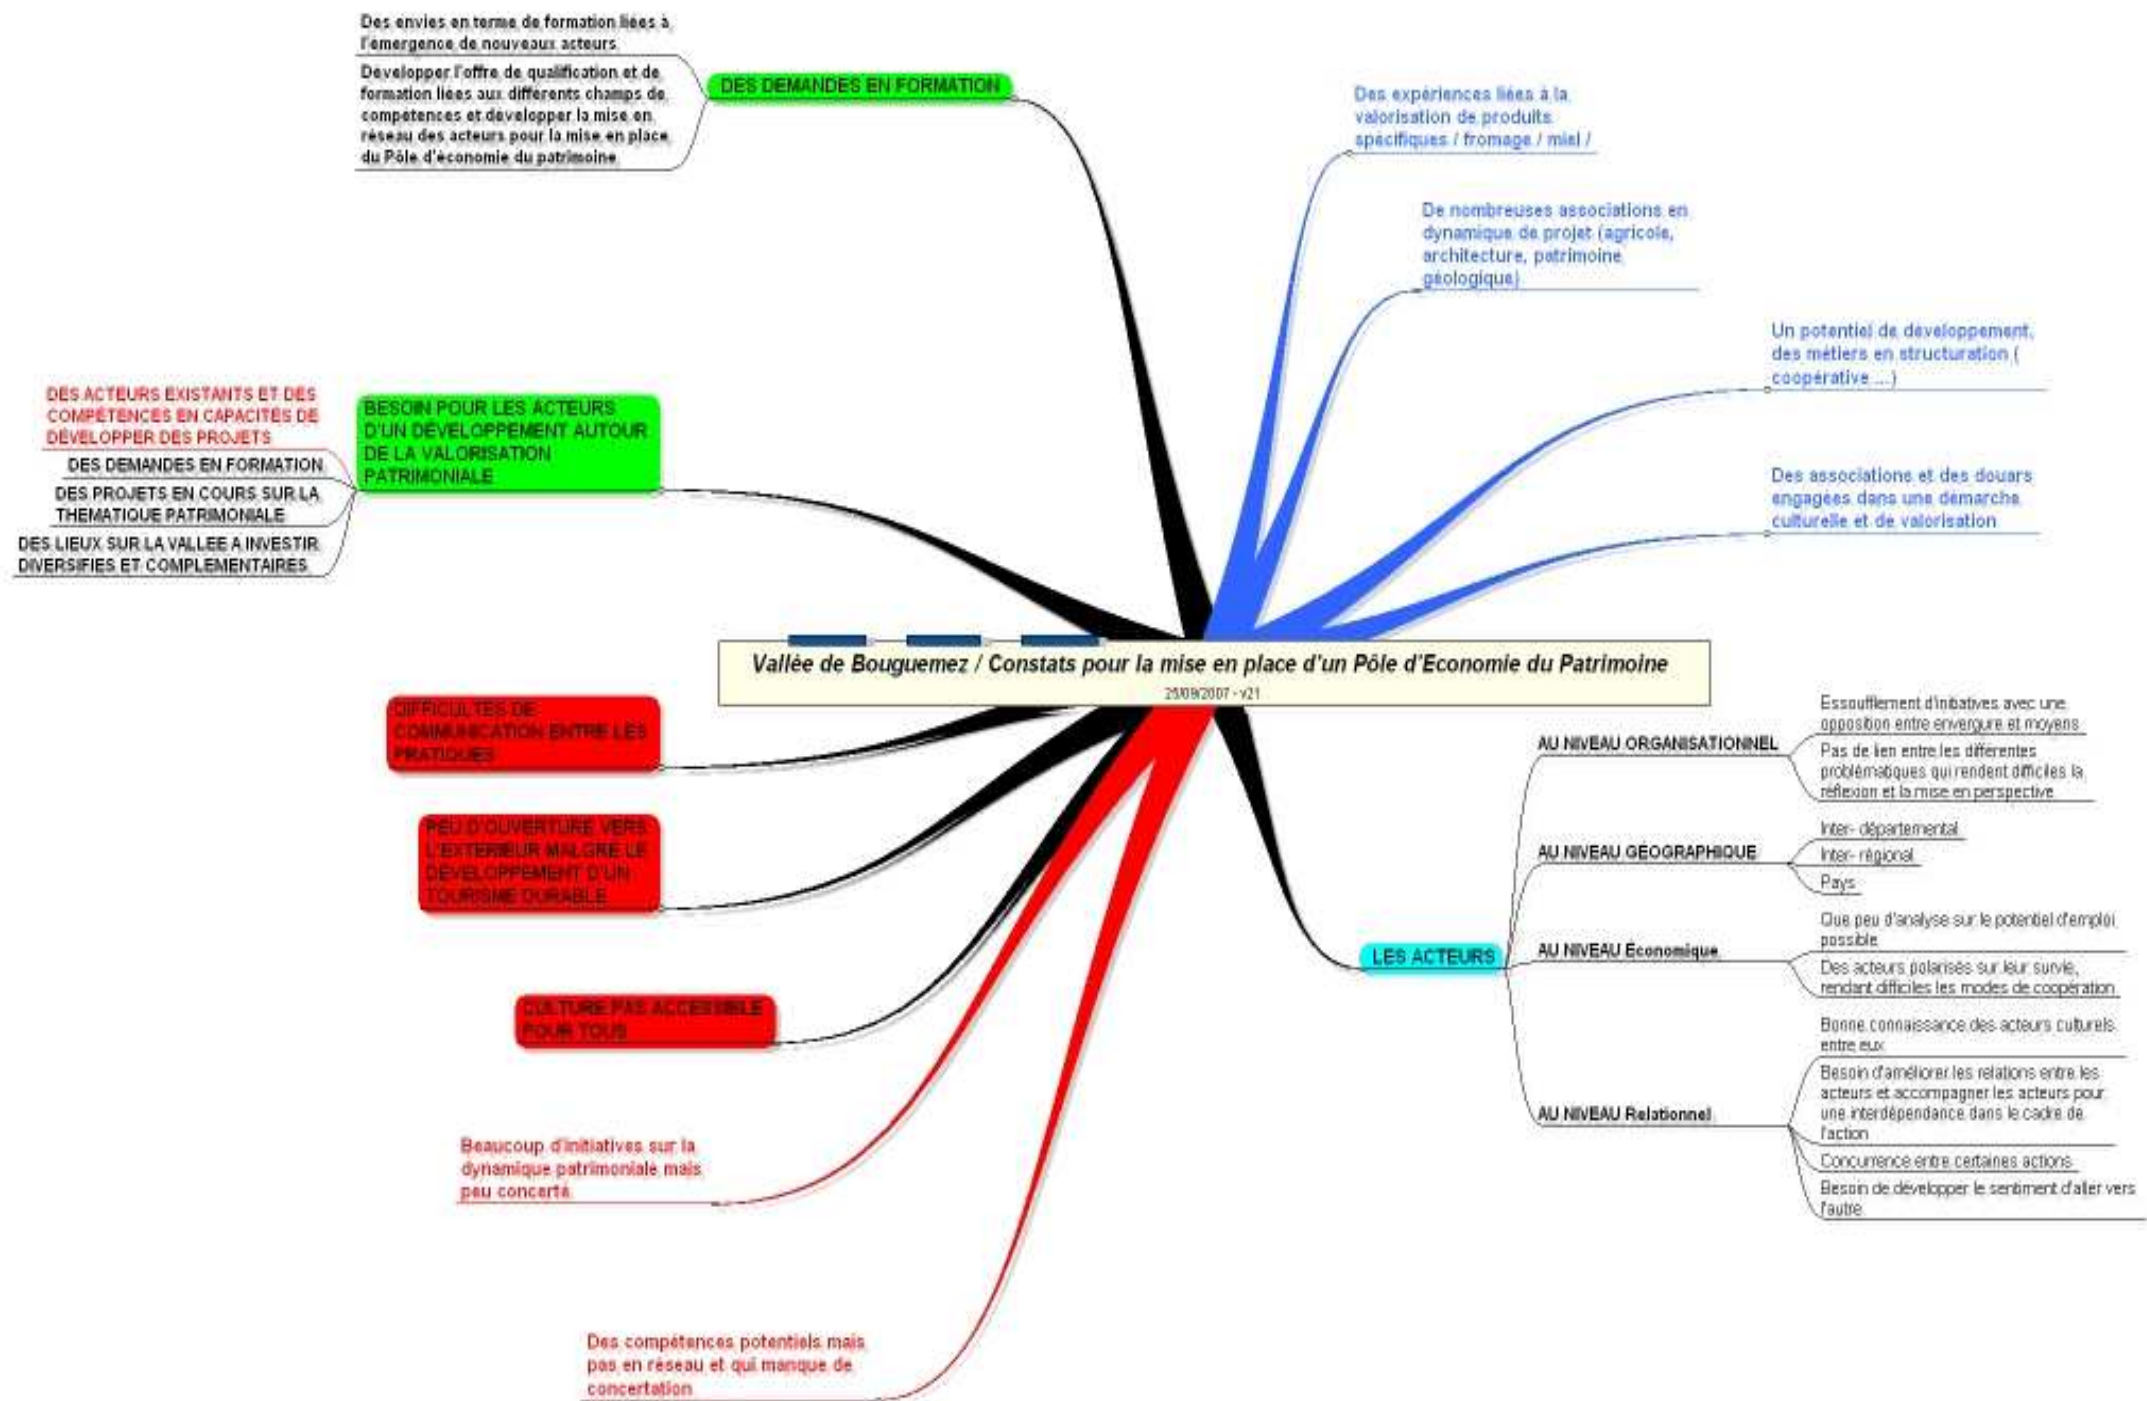 Des envies en terme de formation liées à
l'émergence de nouveaux acteurs
Développer l'offre de qualification et de
formation liées aux différents champs de
compétences et développer la mise en
réseau des acteurs pour la mise en place
du Pôle d'économie du patrimoine
DES DEMANDES EN FORMATION
Des expériences liées à la
valorisation de produits
spécifiques / fromage / miel /
De nombreuses associations en
dynamique de projet (agricole,
architecture, patrimoine
géologique)
Un potentiel de développement,
des métiers en structuration (
coopérative ...)
Des associations et des douars
engagées dans une démarche
culturelle et de valorisation
DES ACTEURS EXISTANTS ET DES
COMPÉTENCES EN CAPACITÉS DE
DÉVELOPPER DES PROJETS
DES DEMANDES EN FORMATION
DES PROJETS EN COURS SUR LA
THEMATIQUE PATRIMONIALE
DES LIEUX SUR LA VALLEE A INVESTIR
DIVERSIFIES ET COMPLEMENTAIRES
BESOIN POUR LES ACTEURS
D'UN DÉVELOPPEMENT AUTOUR
DE LA VALORISATION
PATRIMONIALE
Vallée de Bouguemez / Constats pour la mise en place d'un Pôle d'Economie du Patrimoine
25/09/2007 - v21
DIFFICULTÉS DE
COMMUNICATION ENTRE LES
PRATIQUES
PEU D'OUVERTURE VERS
L'EXTERIEUR MALGRÉ LE
DÉVELOPPEMENT D'UN
TOURISME DURABLE
CULTURE PAS ACCESSIBLE
POUR TOUS
Beaucoup d'initiatives sur la
dynamique patrimoniale mais
peu concerté
Des compétences potentiels mais
pas en réseau et qui manque de
concertation
LES ACTEURS
AU NIVEAU ORGANISATIONNEL
Essoufflement d'initiatives avec une
opposition entre envergure et moyens
Pas de lien entre les différentes
problématiques qui rendent difficiles la
réflexion et la mise en perspective
AU NIVEAU GÉOGRAPHIQUE
Inter- départemental
Inter- régional
Pays
AU NIVEAU Économique
Que peu d'analyse sur le potentiel d'emploi
possible
Des acteurs polarisés sur leur survie,
rendant difficiles les modes de coopération
AU NIVEAU Relationnel
Bonne connaissance des acteurs culturels
entre eux
Besoin d'améliorer les relations entre les
acteurs et accompagner les acteurs pour
une interdépendance dans le cadre de
l'action
Concurrence entre certaines actions
Besoin de développer le sentiment d'aller vers
l'autre